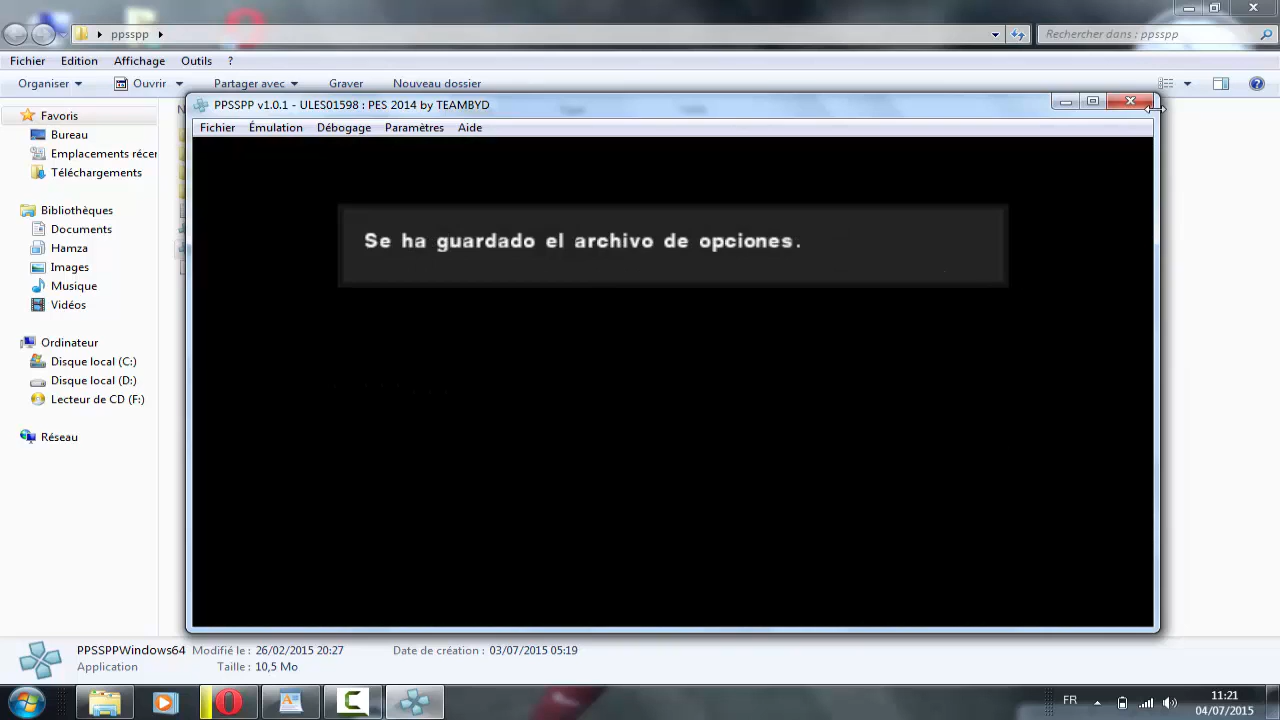 ppsspp
Rechercher dans : ppsspp
Fichier Edition Affichage Outils ?
Organiser Ouvrir Partager avec Graver Nouveau dossier
PPSSPP v1.0.1 - ULES01598 : PES 2014 by TEAMBYD
Fichier Émulation Débogage Paramètres Aide
Se ha guardado el archivo de opciones.
Favoris
Bureau
Emplacements récer
Téléchargements
Bibliothèques
Documents
Hamza
Images
Musique
Vidéos
Ordinateur
Disque local (C:)
Disque local (D:)
Lecteur de CD (F:)
Réseau
PPSSPPWindows64 Modifié le : 26/02/2015 20:27 Date de création : 03/07/2015 05:19
Application Taille : 10,5 Mo
FR
11:21
04/07/2015